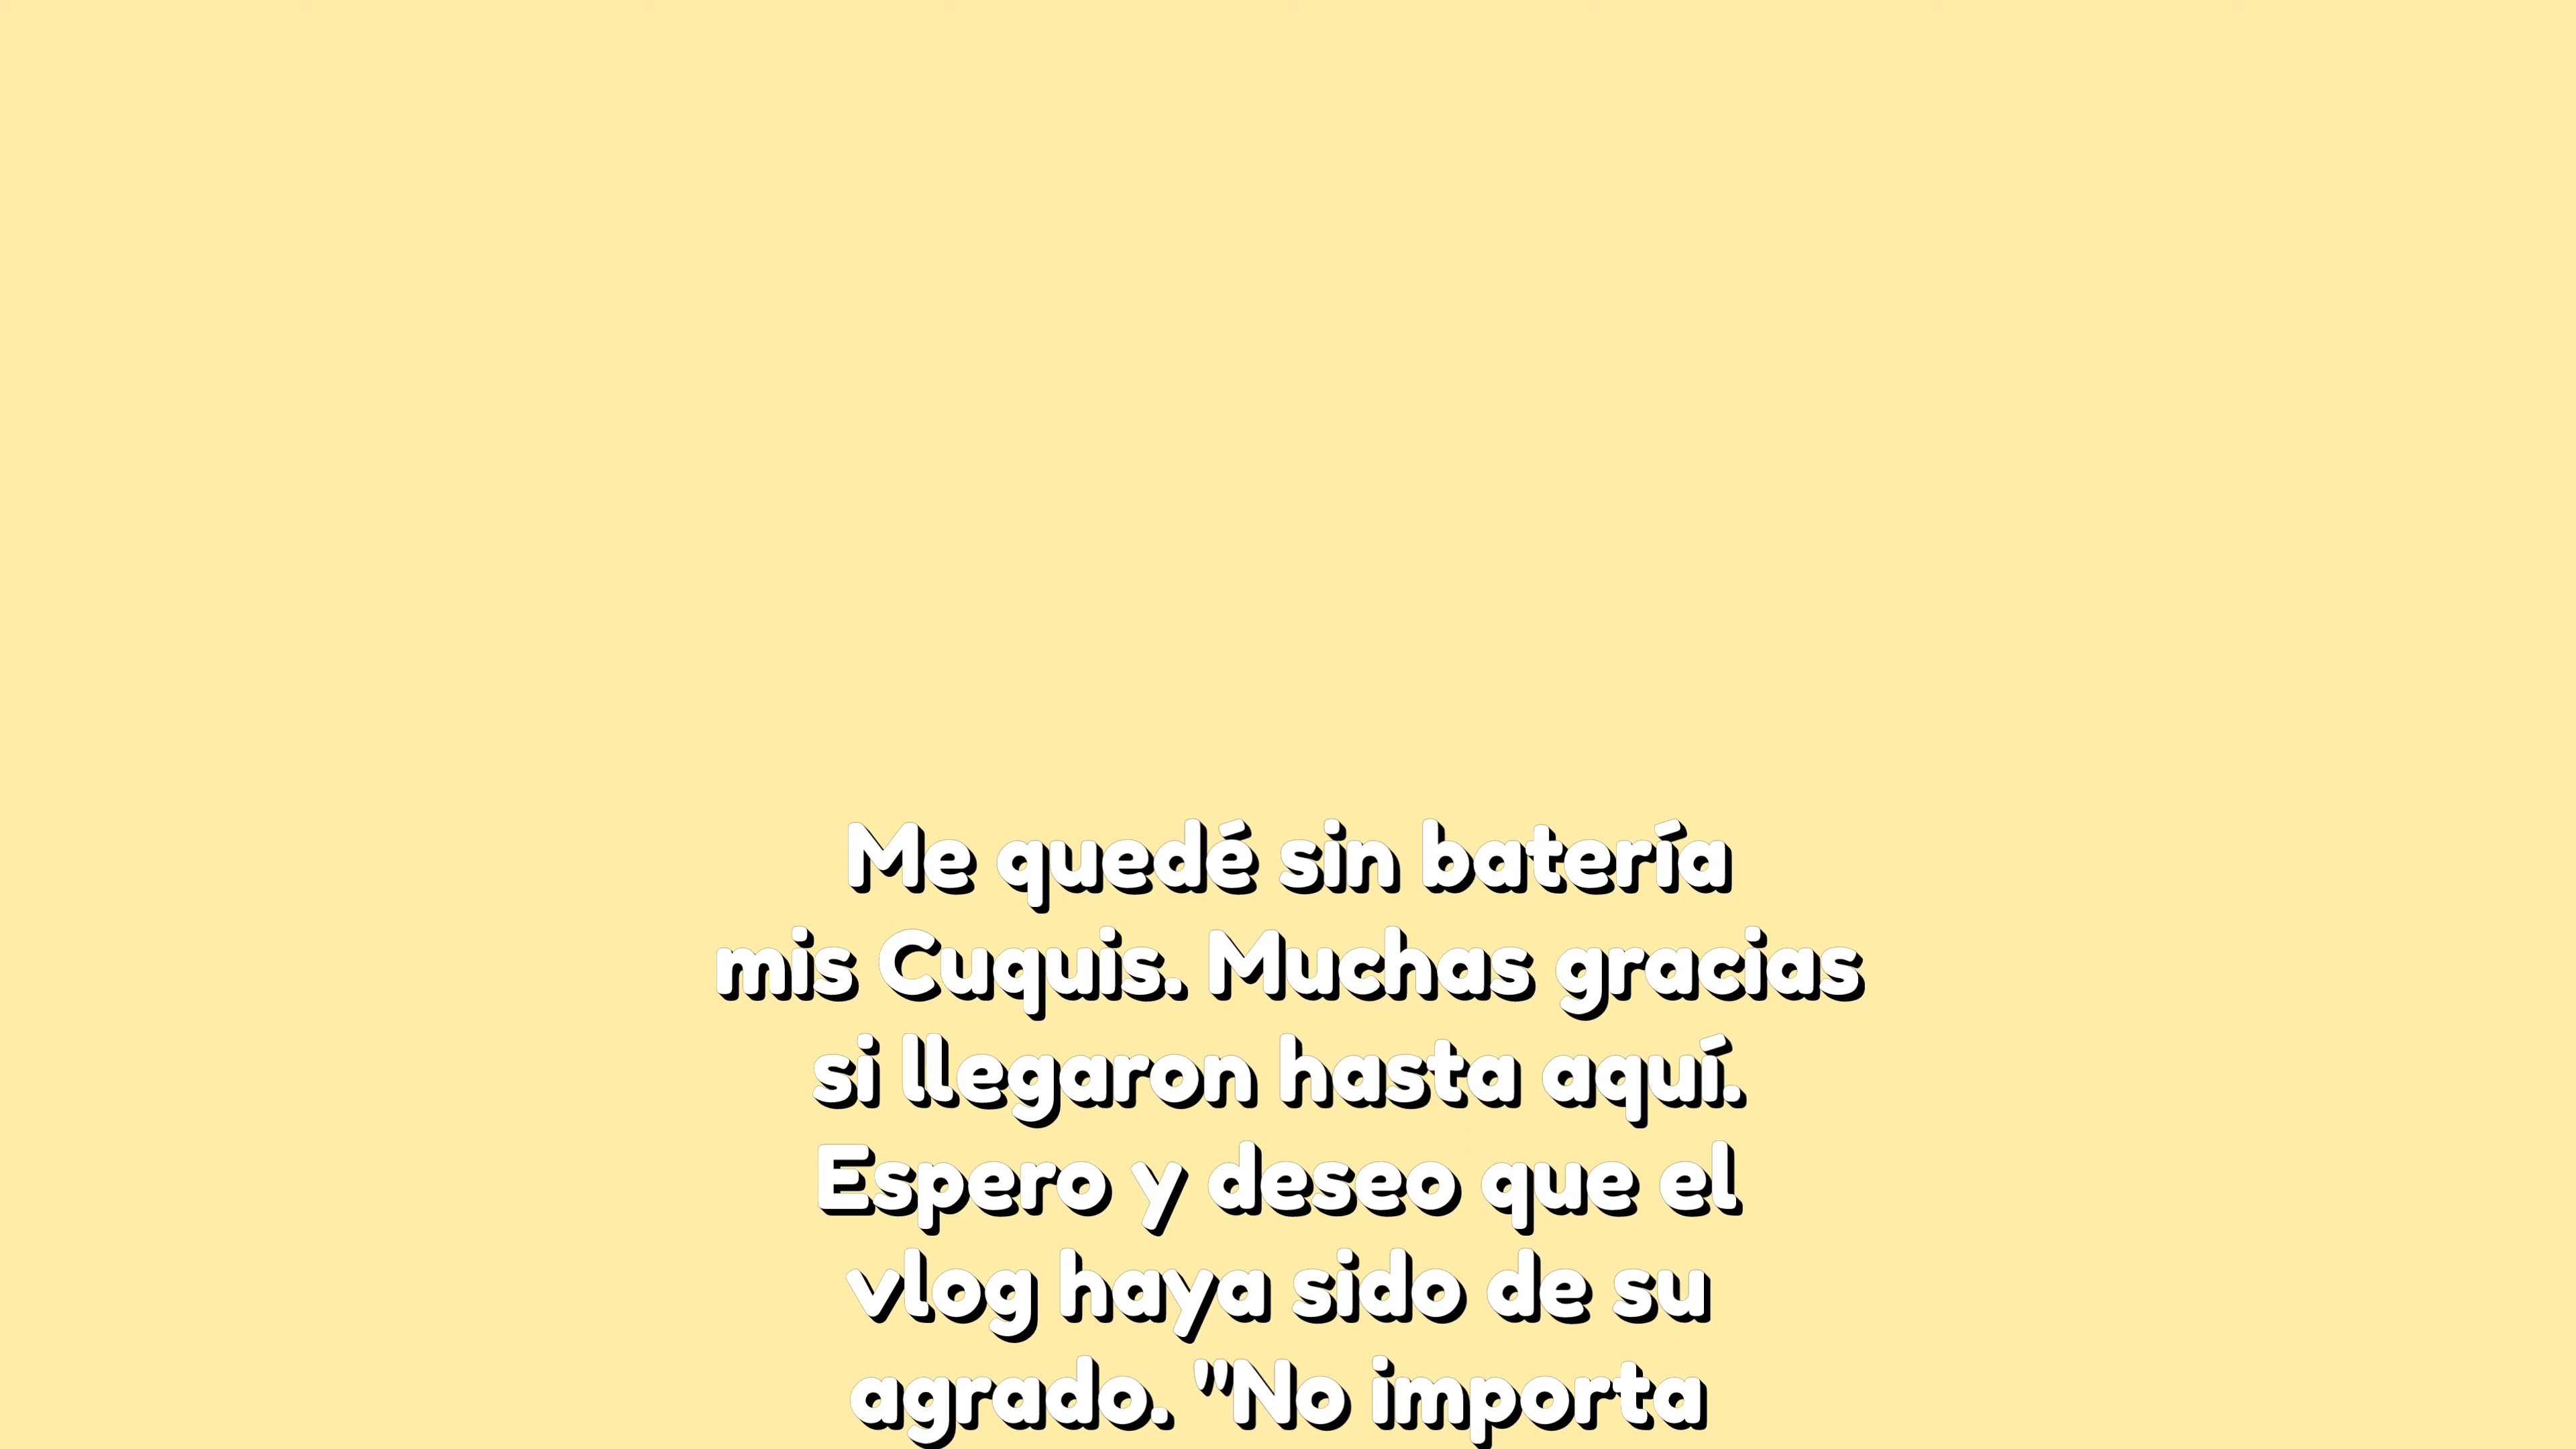 Me quedé sin batería
mis Cuquis. Muchas gracias
si llegaron hasta aquí.
Espero y deseo que el
vlog haya sido de su
agrado. "No importa